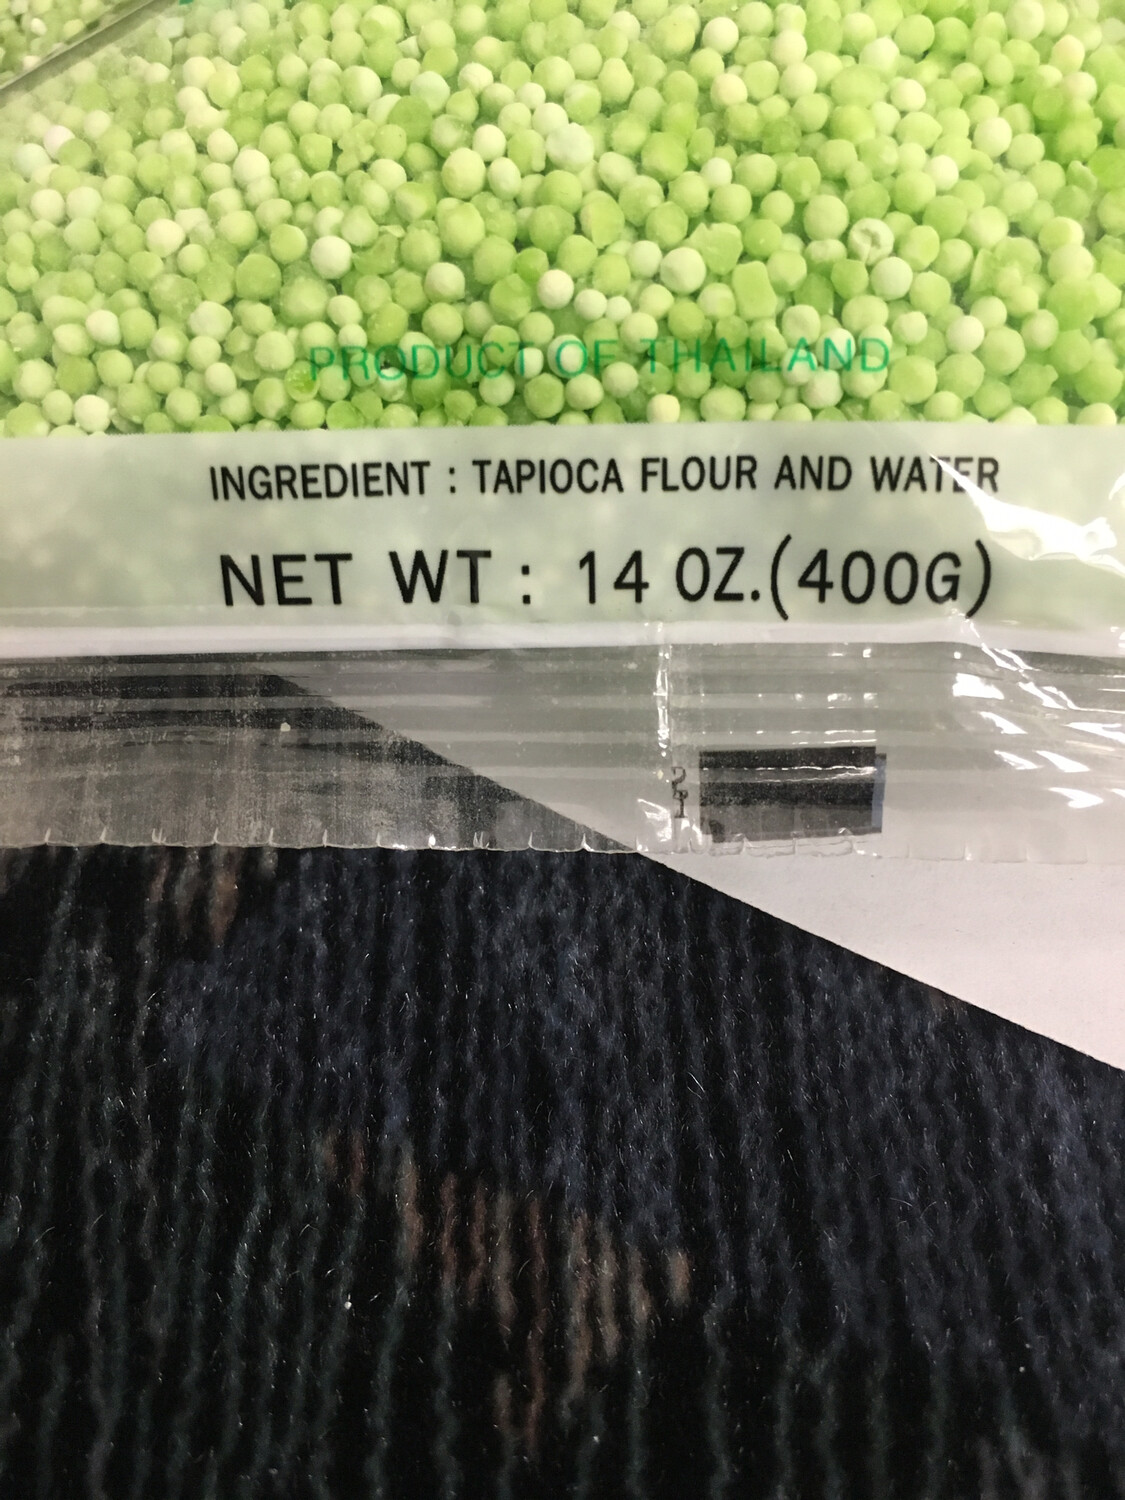 PRODUCT OF THAILAND
INGREDIENT : TAPIOCA FLOUR AND WATER
NET WT : 14 OZ.(400G)